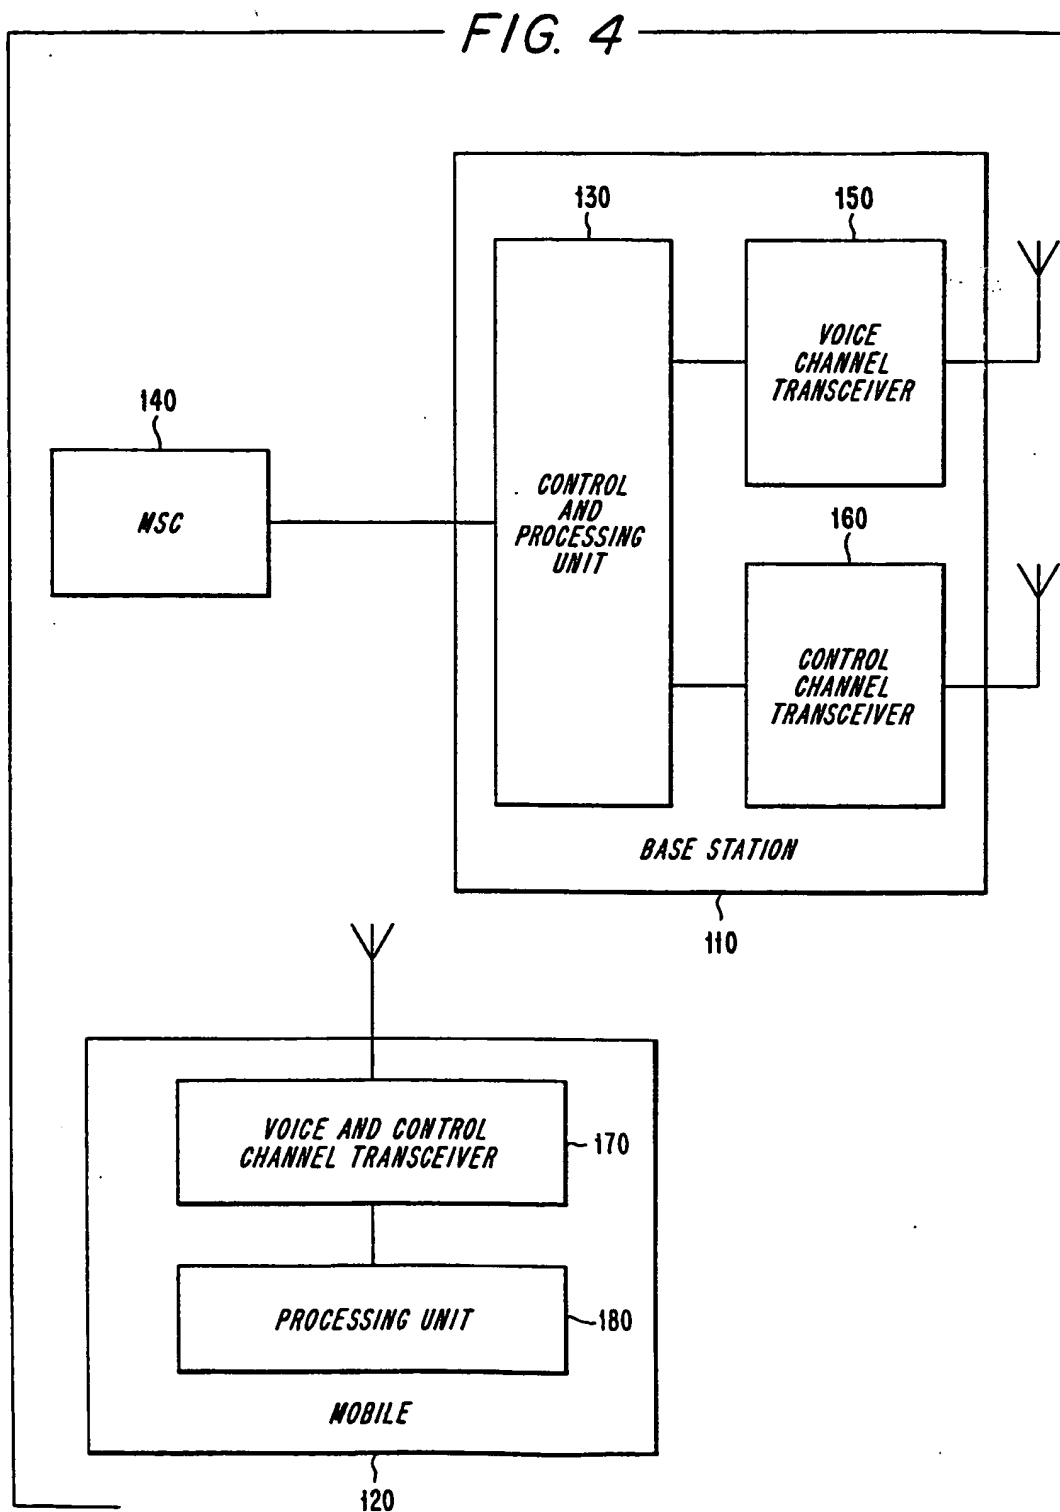 FIG. 4
130
150
VOICE
CHANNEL
TRANSCEIVER
140
MSC
CONTROL
AND
PROCESSING
UNIT
160
CONTROL
CHANNEL
TRANSCEIVER
BASE STATION
110
VOICE AND CONTROL
CHANNEL TRANSCEIVER
170
PROCESSING UNIT
180
MOBILE
120